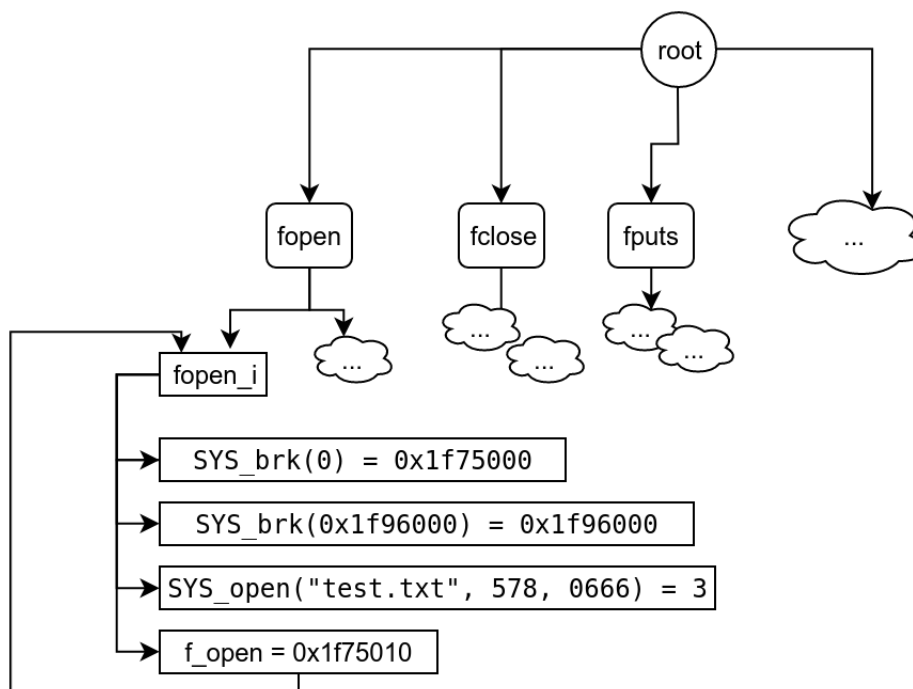 root
fopen
fclose
fputs
...
...
...
...
...
...
fopen_i
SYS_brk(0) = 0x1f75000
SYS_brk(0x1f96000) = 0x1f96000
SYS_open("test.txt", 578, 0666) = 3
f_open = 0x1f75010